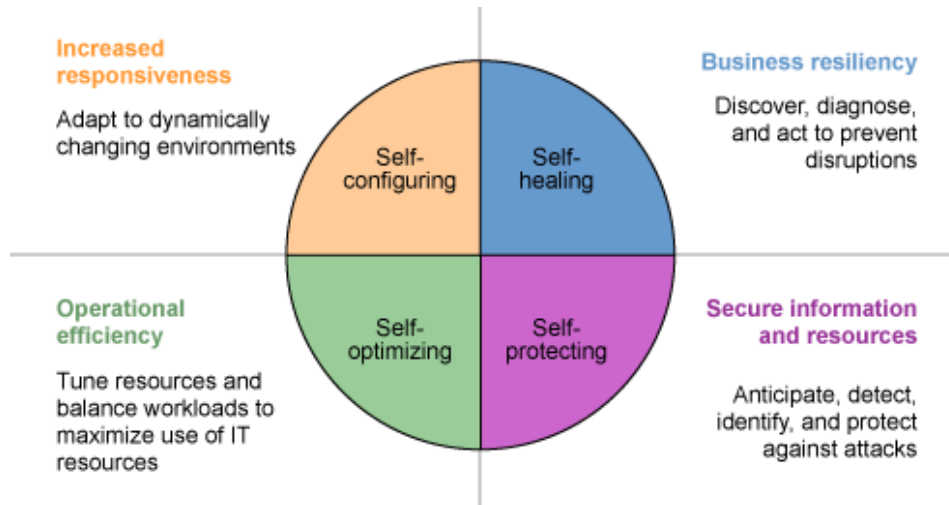 Increased
responsiveness
Adapt to dynamically
changing environments
Self-
configuring
Self-
healing
Business resiliency
Discover, diagnose,
and act to prevent
disruptions
Operational
efficiency
Tune resources and
balance workloads to
maximize use of IT
resources
Self-
optimizing
Self-
protecting
Secure information
and resources
Anticipate, detect,
identify, and protect
against attacks